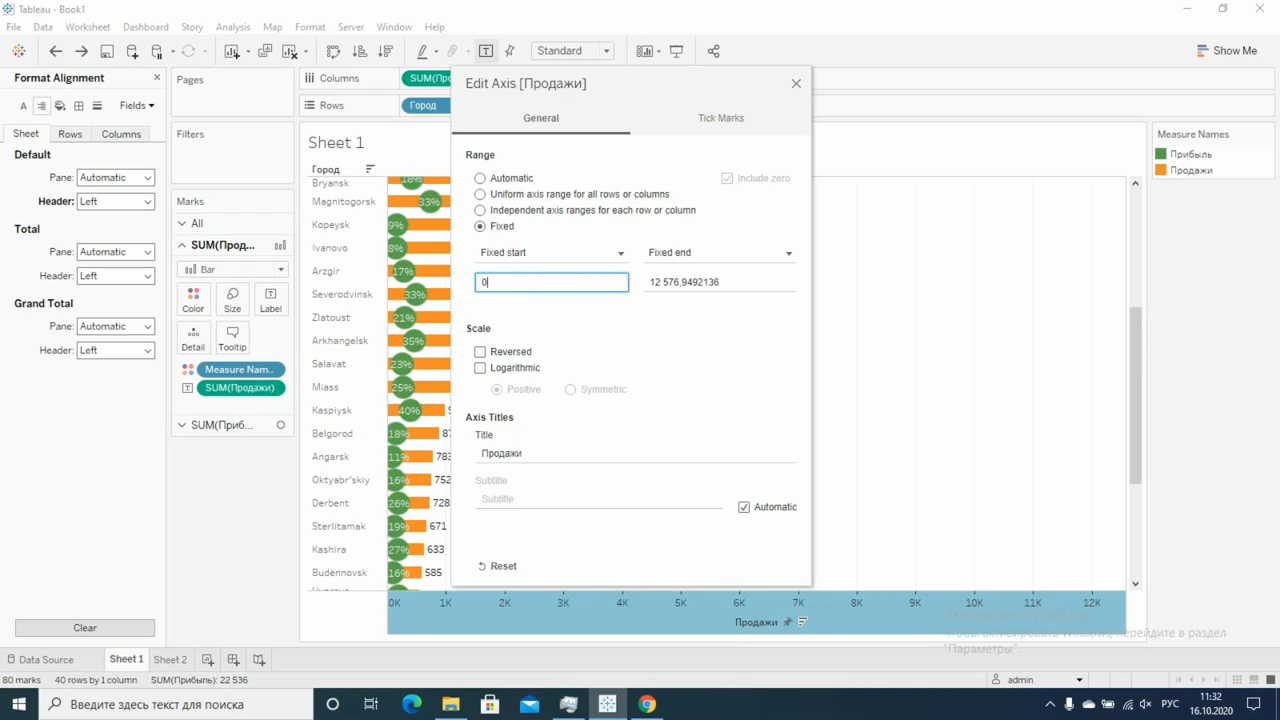 Tableau - Book1
File Data Worksheet Dashboard Story Analysis Map Format Server Window Help
Standard
Show Me
Format Alignment
Fields
Sheet Rows Columns
Default
Pane: Automatic
Header: Left
Total
Pane: Automatic
Header: Left
Grand Total
Pane: Automatic
Header: Left
Clear
Pages
Filters
Marks
All
SUM(Прод...
Bar
Color Size Label
Detail Tooltip
Measure Nam..
SUM(Продажи)
SUM(Приб...
Columns
Rows Город
Sheet 1
Город
Bryansk 18%
Magnitogorsk 33%
Kopeysk 9%
Ivanovo 8%
Arzgir 17%
Severodvinsk 33%
Zlatoust 21%
Arkhangelsk 35%
Salavat 23%
Miass 25%
Kaspiysk 40%
Belgorod 18%
Angarsk 11% 783
Oktyabr'skiy 16% 752
Derbent 26% 728
Sterlitamak 19% 671
Kashira 27% 633
Budënnovsk 16% 585
0K 1K 2K 3K 4K 5K 6K 7K 8K 9K 10K 11K 12K
Продажи
Edit Axis [Продажи]
General Tick Marks
Range
Automatic Include zero
Uniform axis range for all rows or columns
Independent axis ranges for each row or column
Fixed
Fixed start Fixed end
0 12 576,9492136
Scale
Reversed
Logarithmic
Positive Symmetric
Axis Titles
Title
Продажи
Subtitle
Subtitle
Automatic
Reset
Measure Names
Прибыль
Продажи
Чтобы активировать Windows, перейдите в раздел
"Параметры".
Data Source Sheet 1 Sheet 2
80 marks 40 rows by 1 column SUM(Прибыль): 22 536
admin
Введите здесь текст для поиска
РУС
11:32
16.10.2020